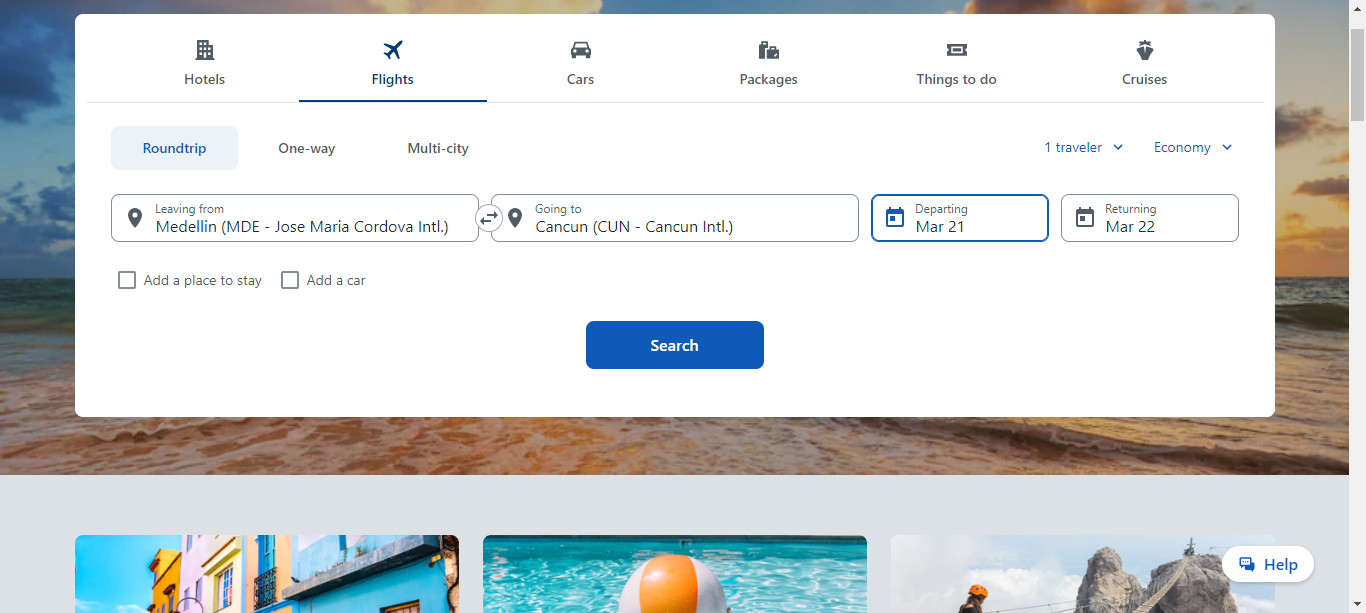 Hotels
Flights
Cars
Packages
Things to do
Cruises
Roundtrip
One-way
Multi-city
1 traveler
Economy
Leaving from
Medellin (MDE - Jose Maria Cordova Intl.)
Going to
Cancun (CUN - Cancun Intl.)
Departing
Mar 21
Returning
Mar 22
Add a place to stay
Add a car
Search
Help